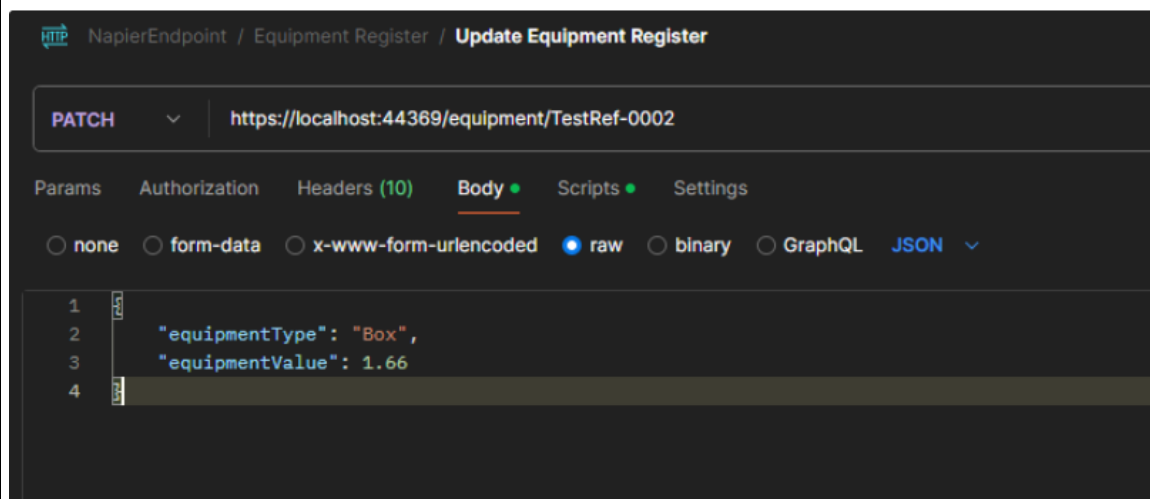 HTTP NapierEndpoint / Equipment Register / Update Equipment Register
PATCH https://localhost:44369/equipment/TestRef-0002
Params Authorization Headers (10) Body Scripts Settings
none form-data x-www-form-urlencoded raw binary GraphQL JSON
1 {
2 "equipmentType": "Box",
3 "equipmentValue": 1.66
4 }